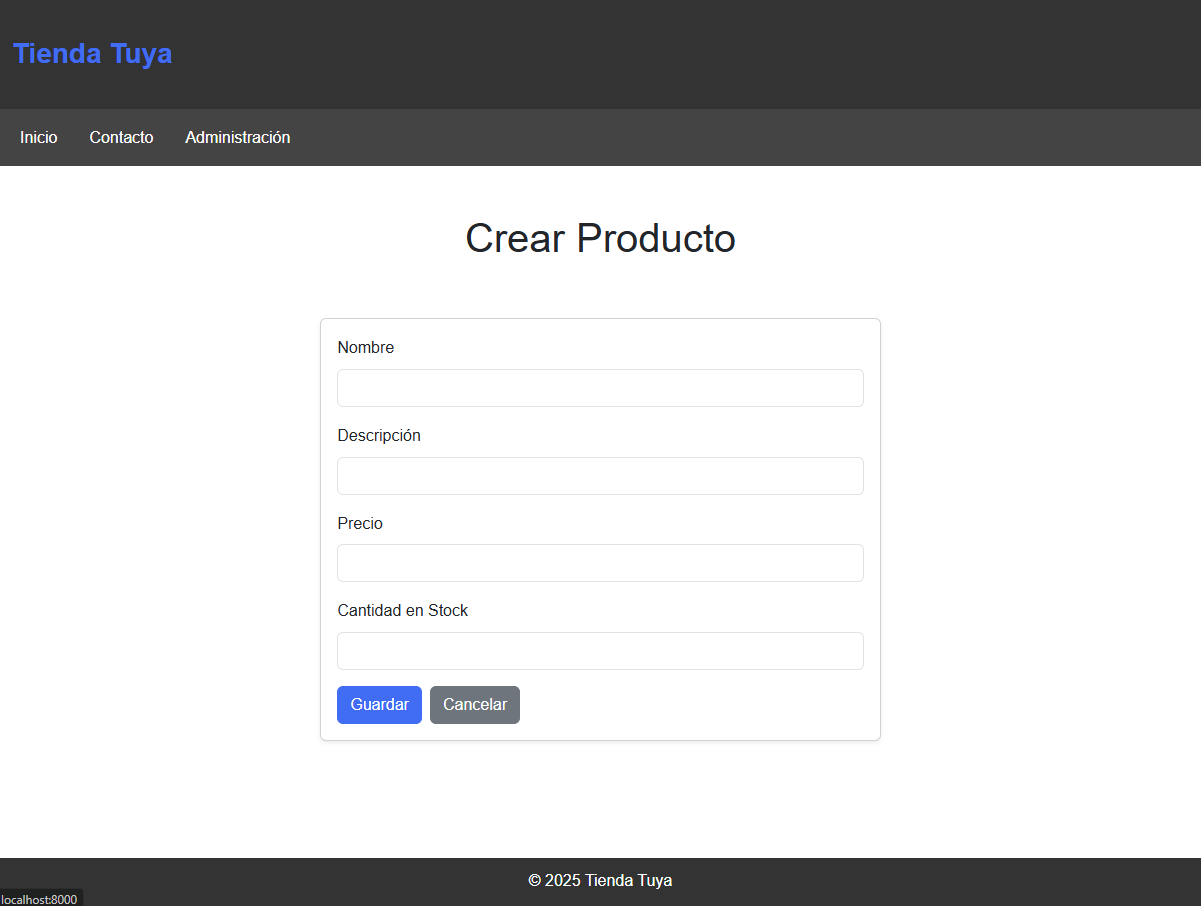 Tienda Tuya
Inicio Contacto Administración
Crear Producto
Nombre
Descripción
Precio
Cantidad en Stock
Guardar Cancelar
© 2025 Tienda Tuya
localhost:8000